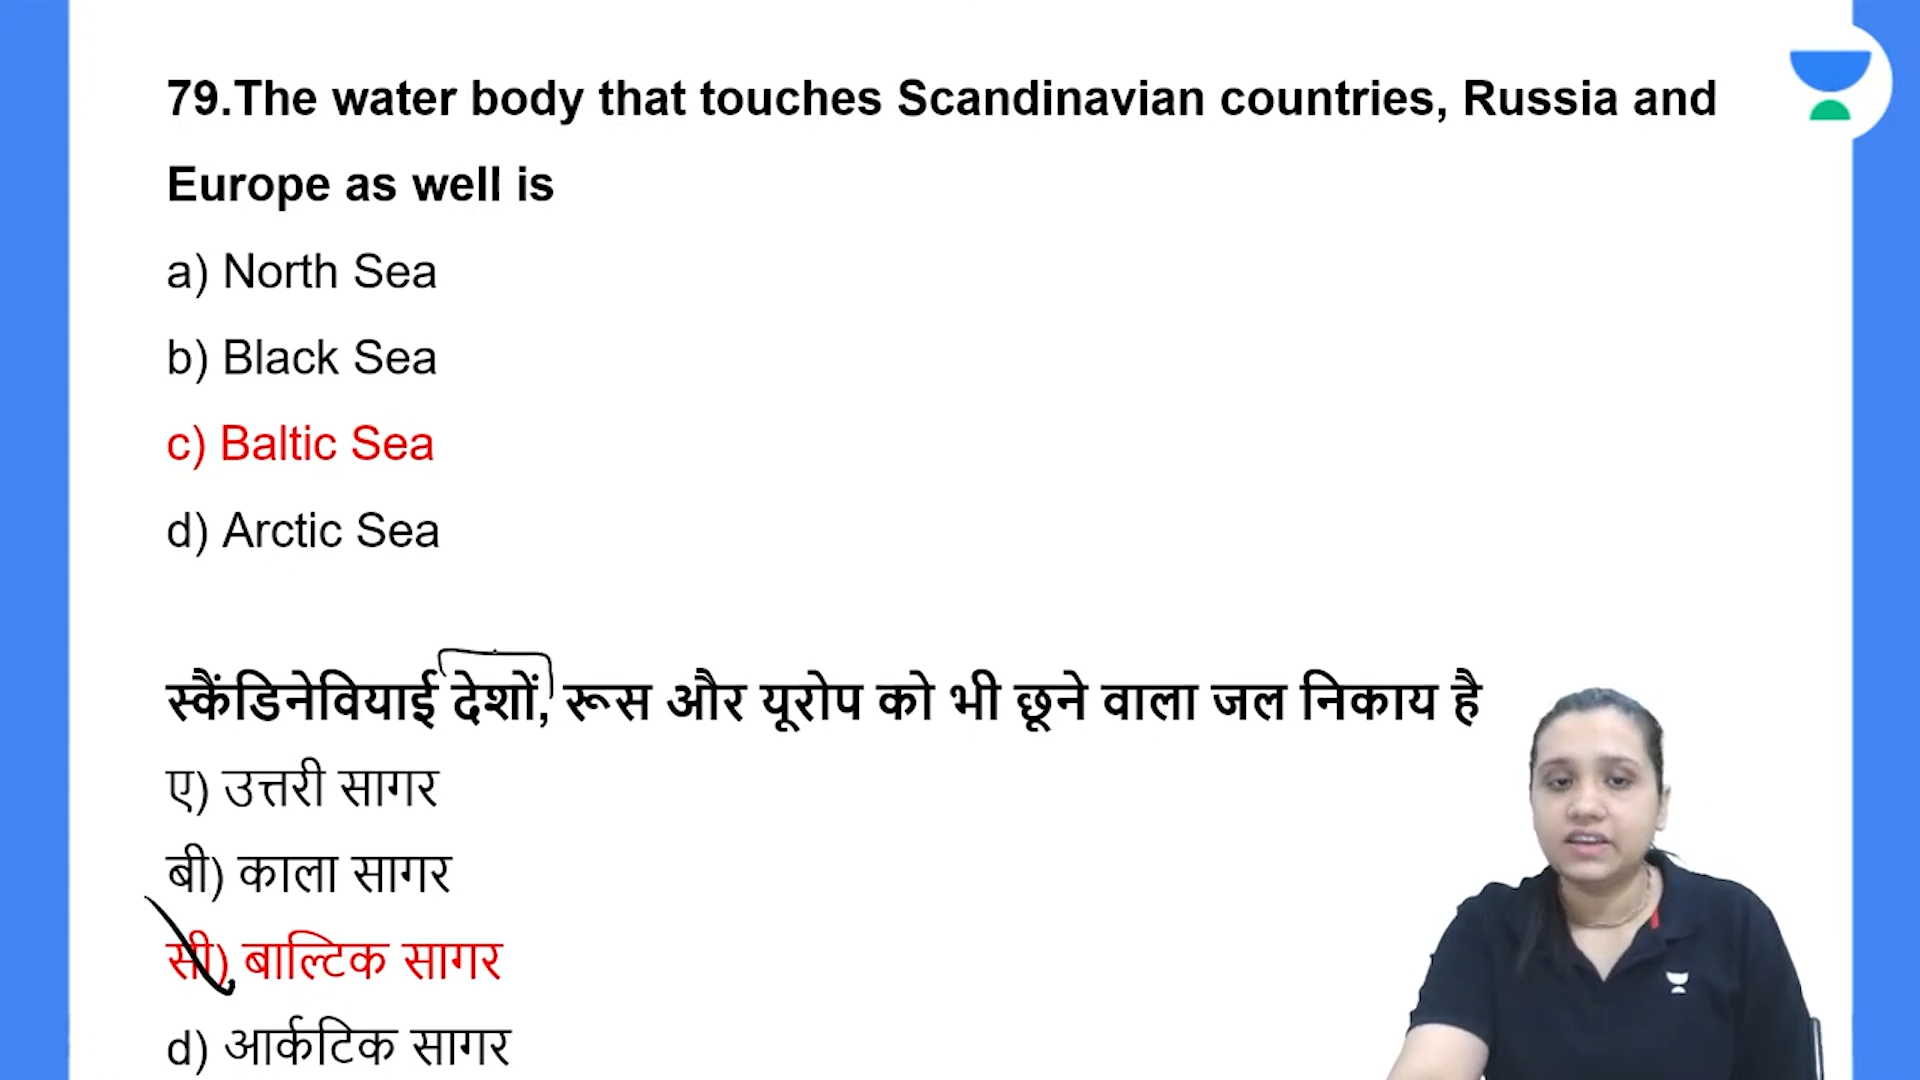 79.The water body that touches Scandinavian countries, Russia and
Europe as well is
a) North Sea
b) Black Sea
c) Baltic Sea
d) Arctic Sea
स्कैंडिनेवियाई देशों, रूस और यूरोप को भी छूने वाला जल निकाय है
ए) उत्तरी सागर
बी) काला सागर
सी) बाल्टिक सागर
d) आर्कटिक सागर